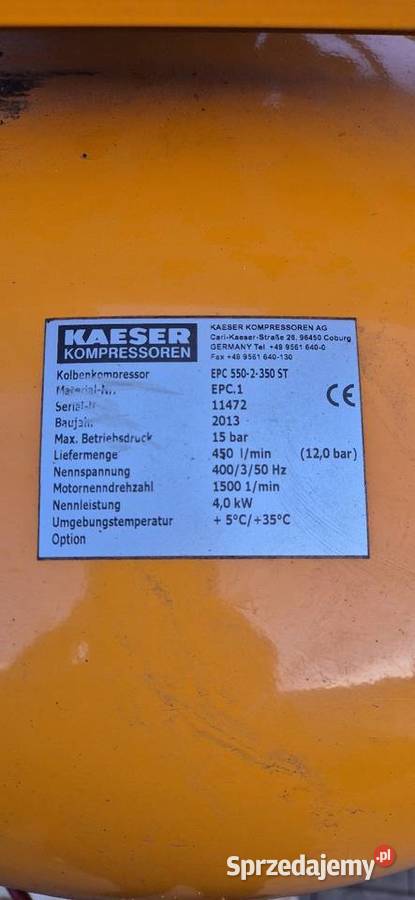 KAESER
KOMPRESSOREN
KAESER KOMPRESSOREN AG
Carl-Kaeser-Straße 26, 96450 Coburg
GERMANY Tel +49 9561 640-0
Fax +49 9561 640-130
Kolbenkompressor EPC 550-2-350 ST
Material-Nr. EPC.1
Serial-N 11472
Baujahr 2013
CE
Max. Betriebsdruck 15 bar
Liefermenge 450 l/min (12,0 bar)
Nennspannung 400/3/50 Hz
Motornenndrehzahl 1500 1/min
Nennleistung 4,0 kW
Umgebungstemperatur + 5°C/+35°C
Option
Sprzedajemy.pl